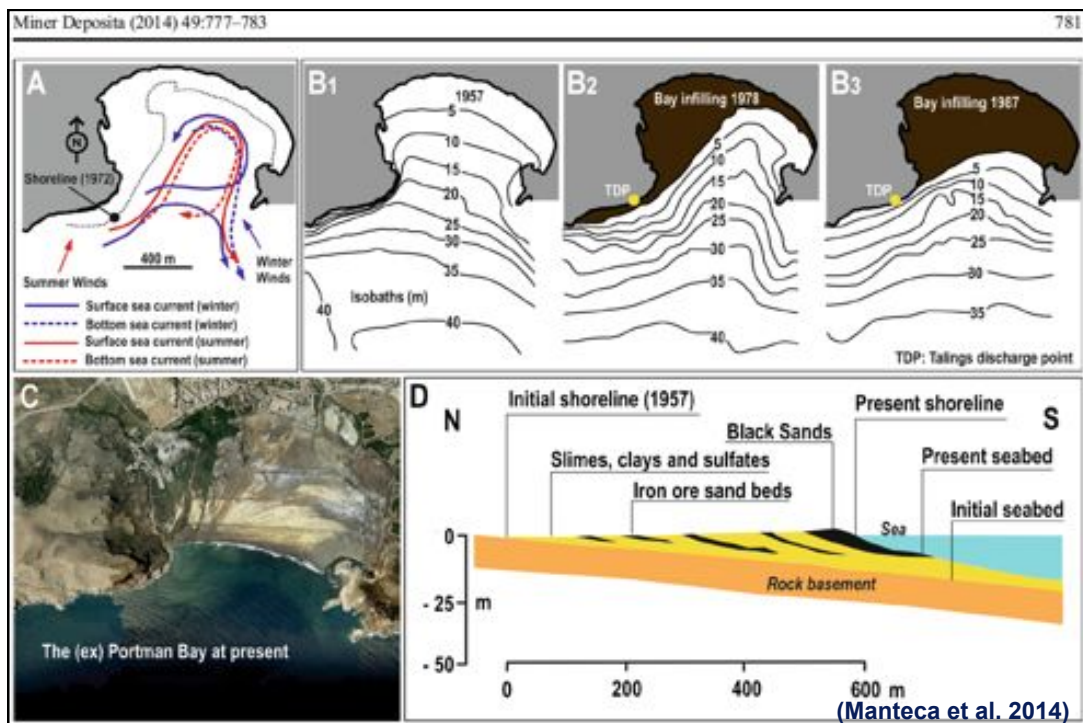 Miner Deposita (2014) 49:777–783
781
A
N
Shoreline (1972)
400 m
Summer Winds
Winter
Winds
Surface sea current (winter)
Bottom sea current (winter)
Surface sea current (summer)
Bottom sea current (summer)
B1
1957
5
10
15
20
25
30
35
Isobaths (m)
40
40
B2
Bay infilling 1978
TDP
5
10
15
20
25
30
35
40
B3
Bay infilling 1987
TDP
5
10
15
20
25
30
35
TDP: Talings discharge point
C
The (ex) Portman Bay at present
D
N
Initial shoreline (1957)
Present shoreline
S
Black Sands
Slimes, clays and sulfates
Present seabed
Iron ore sand beds
Initial seabed
Sea
0
Rock basement
- 25
m
- 50
0
200
400
600 m
(Manteca et al. 2014)